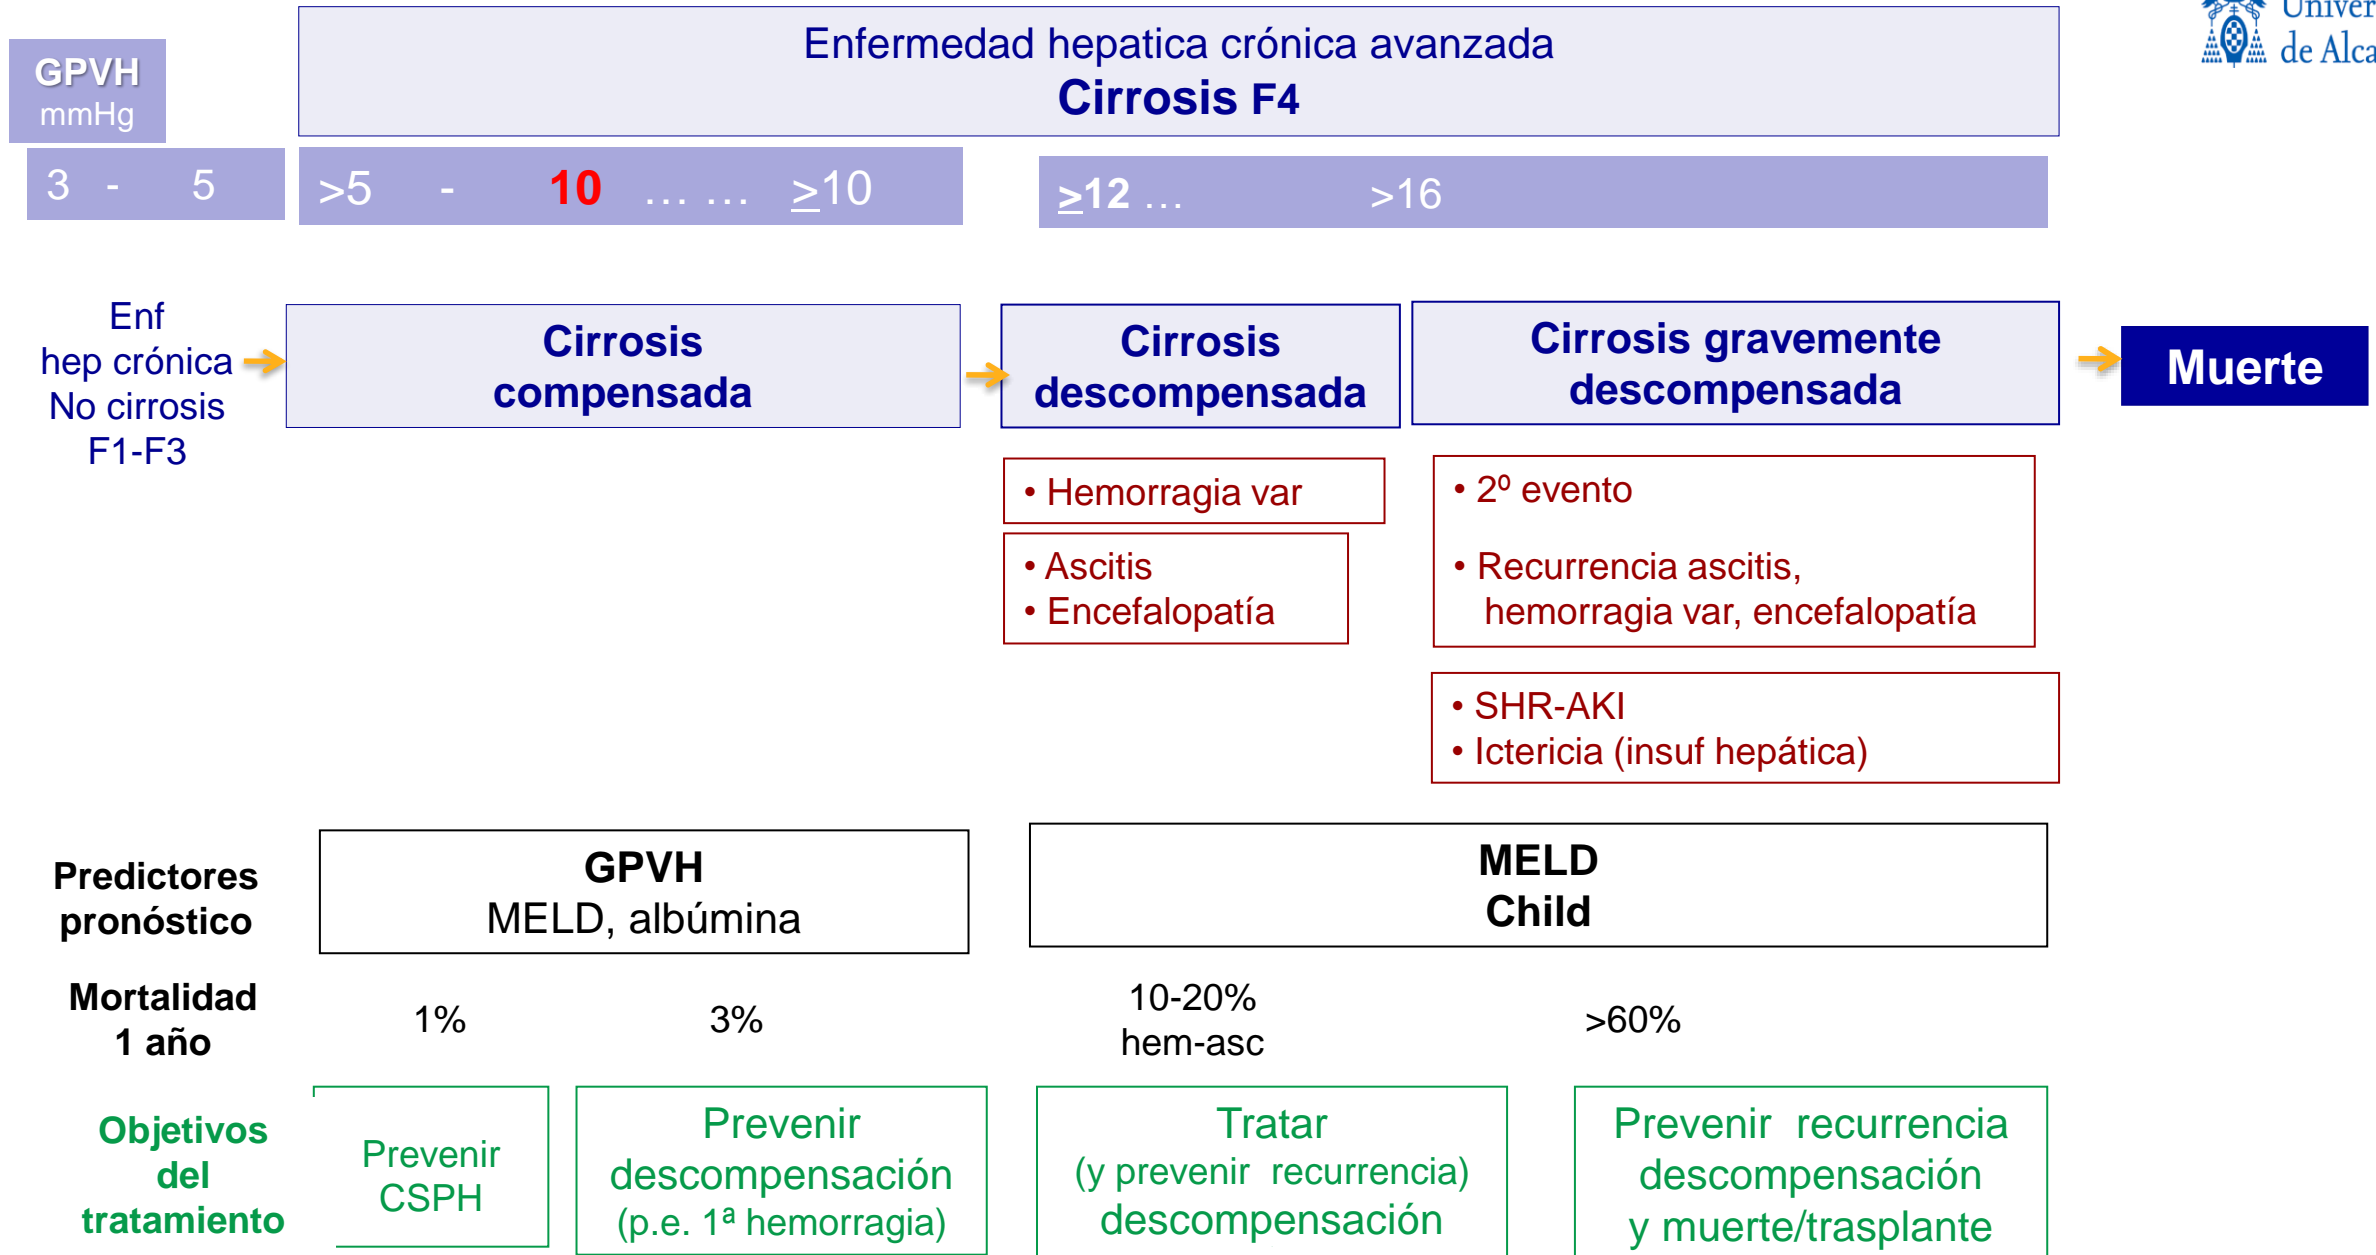 Enfermedad hepatica crónica avanzada
Cirrosis F4
de Alca
GPVH
mmHg
3 - 5
>5 - 10 … … ≥10
≥12 … >16
Enf
hep crónica
No cirrosis
F1-F3
Cirrosis
compensada
Cirrosis
descompensada
Cirrosis gravemente
descompensada
Muerte
• Hemorragia var
• Ascitis
• Encefalopatía
• 2º evento
• Recurrencia ascitis,
hemorragia var, encefalopatía
• SHR-AKI
• Ictericia (insuf hepática)
Predictores
pronóstico
GPVH
MELD, albúmina
MELD
Child
Mortalidad
1 año
1%
3%
10-20%
hem-asc
>60%
Objetivos
del
tratamiento
Prevenir
CSPH
Prevenir
descompensación
(p.e. 1ª hemorragia)
Tratar
(y prevenir recurrencia)
descompensación
Prevenir recurrencia
descompensación
y muerte/trasplante